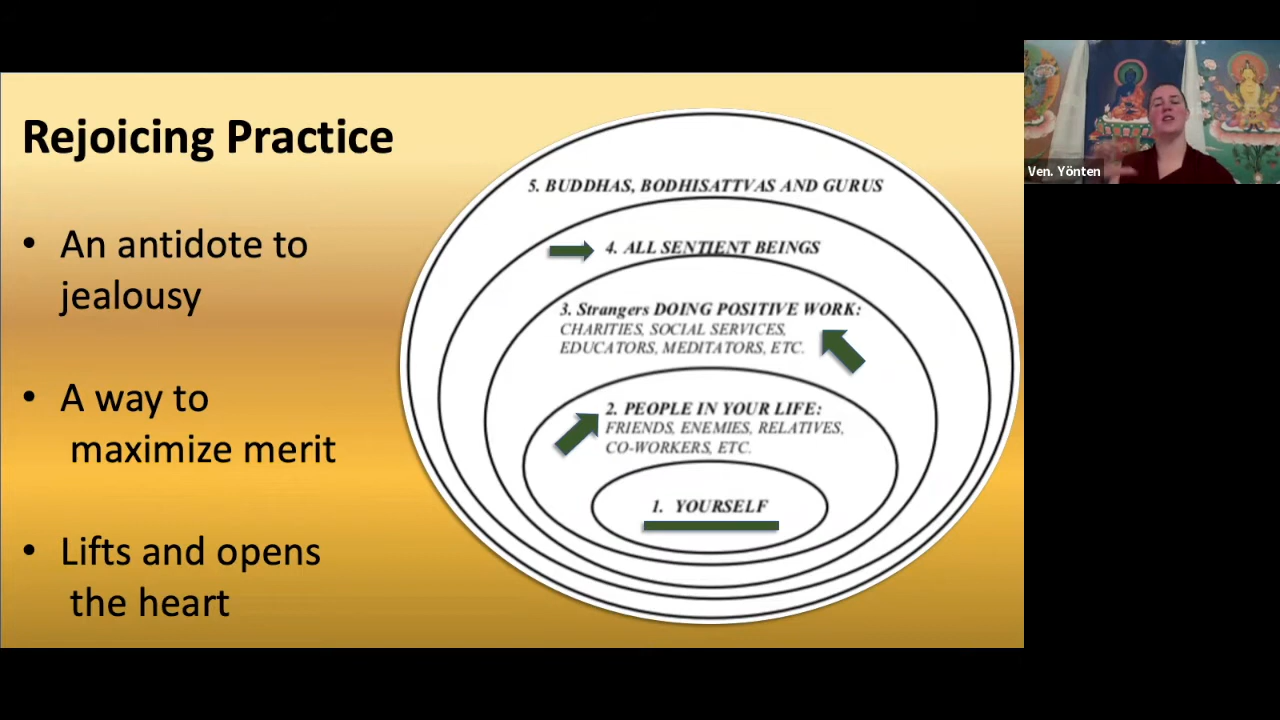 Rejoicing Practice
• An antidote to
jealousy
• A way to
maximize merit
• Lifts and opens
the heart
5. BUDDHAS, BODHISATTVAS AND GURUS
4. ALL SENTIENT BEINGS
3. Strangers DOING POSITIVE WORK:
CHARITIES, SOCIAL SERVICES,
EDUCATORS, MEDITATORS, ETC.
2. PEOPLE IN YOUR LIFE:
FRIENDS, ENEMIES, RELATIVES,
CO-WORKERS, ETC.
1. YOURSELF
Ven. Yönten